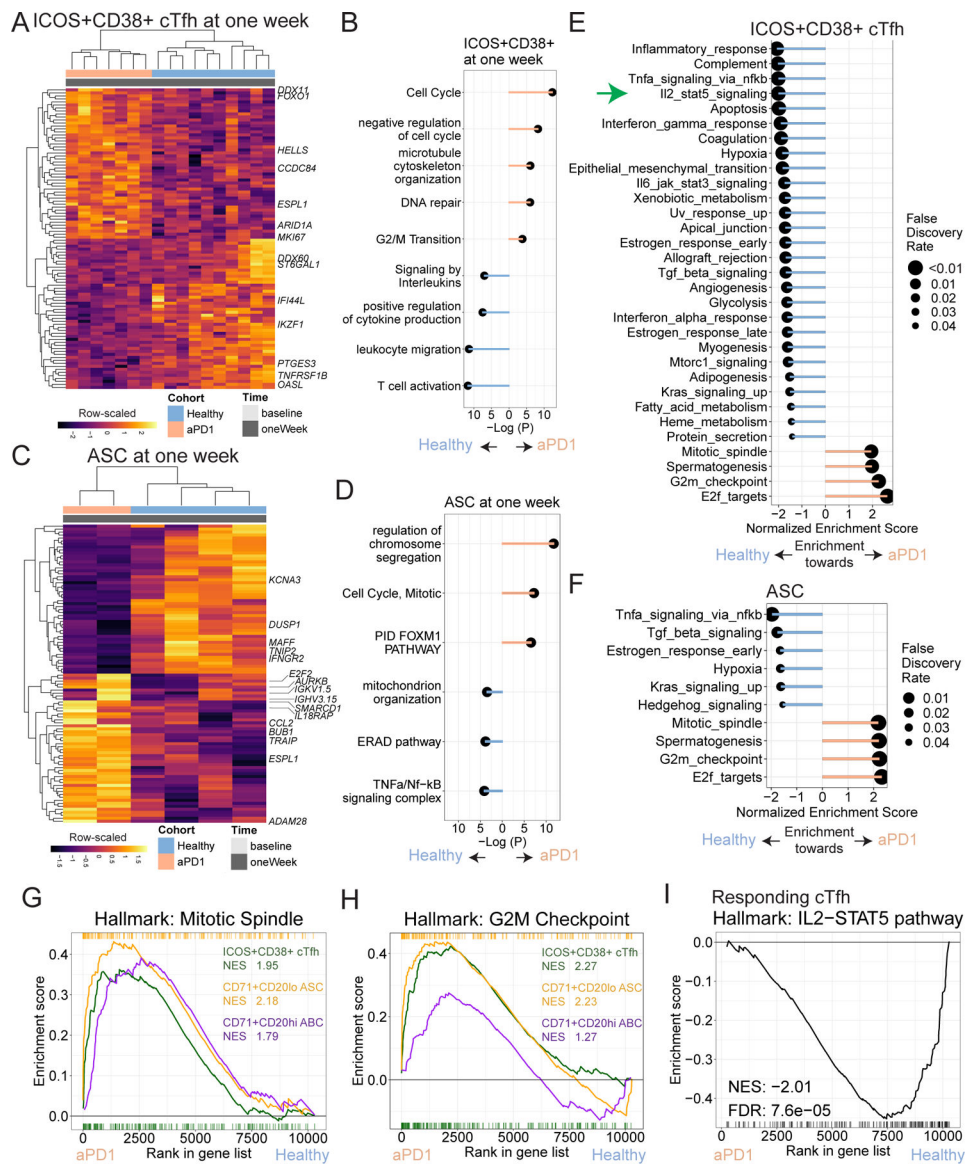 A
ICOS+CD38+ cTfh at one week
DDX11
FOXO1
HELLS
CCDC84
ESPL1
ARID1A
MKI67
DDX60
ST6GAL1
IFI44L
IKZF1
PTGES3
TNFRSF1B
OASL
Row-scaled
-2 -1 0 1 2
Cohort
Healthy
aPD1
Time
baseline
oneWeek
B
ICOS+CD38+
at one week
Cell Cycle
negative regulation
of cell cycle
microtubule
cytoskeleton
organization
DNA repair
G2/M Transition
Signaling by
Interleukins
positive regulation
of cytokine production
leukocyte migration
T cell activation
10 5 0 5 10
−Log (P)
Healthy ← → aPD1
C
ASC at one week
KCNA3
DUSP1
MAFF
TNIP2
IFNGR2
E2F2
AURKB
IGKV1.5
IGHV3.15
SMARCD1
IL18RAP
CCL2
BUB1
TRAIP
ESPL1
ADAM28
Row-scaled
-1.5 -1 -0.5 0 0.5 1 1.5
Cohort
Healthy
aPD1
Time
baseline
oneWeek
D
ASC at one week
regulation of
chromosome
segregation
Cell Cycle, Mitotic
PID FOXM1
PATHWAY
mitochondrion
organization
ERAD pathway
TNFa/Nf−kB
signaling complex
10 5 0 5 10
−Log (P)
Healthy ← → aPD1
E
ICOS+CD38+ cTfh
Inflammatory_response
Complement
Tnfa_signaling_via_nfkb
Il2_stat5_signaling
Apoptosis
Interferon_gamma_response
Coagulation
Hypoxia
Epithelial_mesenchymal_transition
Il6_jak_stat3_signaling
Xenobiotic_metabolism
Uv_response_up
Apical_junction
Estrogen_response_early
Allograft_rejection
Tgf_beta_signaling
Angiogenesis
Glycolysis
Interferon_alpha_response
Estrogen_response_late
Myogenesis
Mtorc1_signaling
Adipogenesis
Kras_signaling_up
Fatty_acid_metabolism
Heme_metabolism
Protein_secretion
Mitotic_spindle
Spermatogenesis
G2m_checkpoint
E2f_targets
−2 −1 0 1 2
Normalized Enrichment Score
Healthy ← Enrichment → aPD1
towards
False
Discovery
Rate
<0.01
0.01
0.02
0.03
0.04
F
ASC
Tnfa_signaling_via_nfkb
Tgf_beta_signaling
Estrogen_response_early
Hypoxia
Kras_signaling_up
Hedgehog_signaling
Mitotic_spindle
Spermatogenesis
G2m_checkpoint
E2f_targets
−2 −1 0 1 2
Normalized Enrichment Score
Healthy ← Enrichment → aPD1
towards
False
Discovery
Rate
0.01
0.02
0.03
0.04
G
Hallmark: Mitotic Spindle
Enrichment score
0.4
0.3
0.2
0.1
0.0
ICOS+CD38+ cTfh
NES 1.95
CD71+CD20lo ASC
NES 2.18
CD71+CD20hi ABC
NES 1.79
0 2500 5000 7500 10000
aPD1 Rank in gene list Healthy
H
Hallmark: G2M Checkpoint
Enrichment score
0.4
0.2
0.0
ICOS+CD38+ cTfh
NES 2.27
CD71+CD20lo ASC
NES 2.23
CD71+CD20hi ABC
NES 1.27
0 2500 5000 7500 10000
aPD1 Rank in gene list Healthy
I
Responding cTfh
Hallmark: IL2−STAT5 pathway
Enrichment score
0.0
−0.1
−0.2
−0.3
−0.4
NES: −2.01
FDR: 7.6e−05
0 2500 5000 7500 10000
aPD1 Rank in gene list Healthy